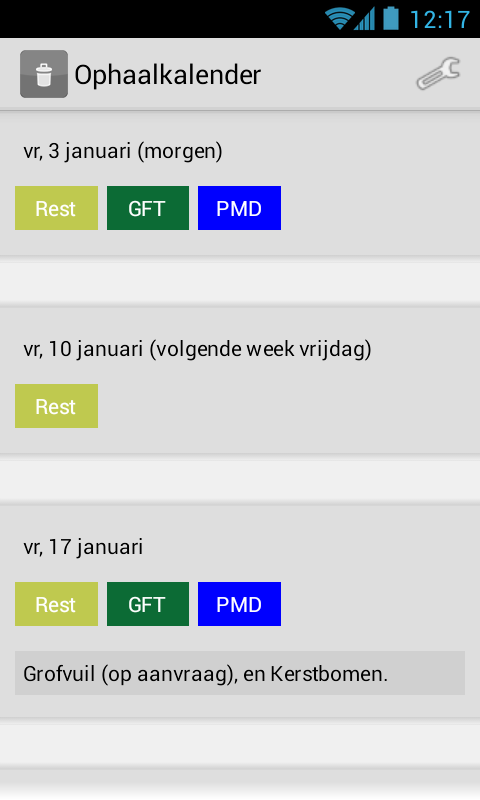 12:17
Ophaalkalender
vr, 3 januari (morgen)
Rest GFT PMD
vr, 10 januari (volgende week vrijdag)
Rest
vr, 17 januari
Rest GFT PMD
Grofvuil (op aanvraag), en Kerstbomen.